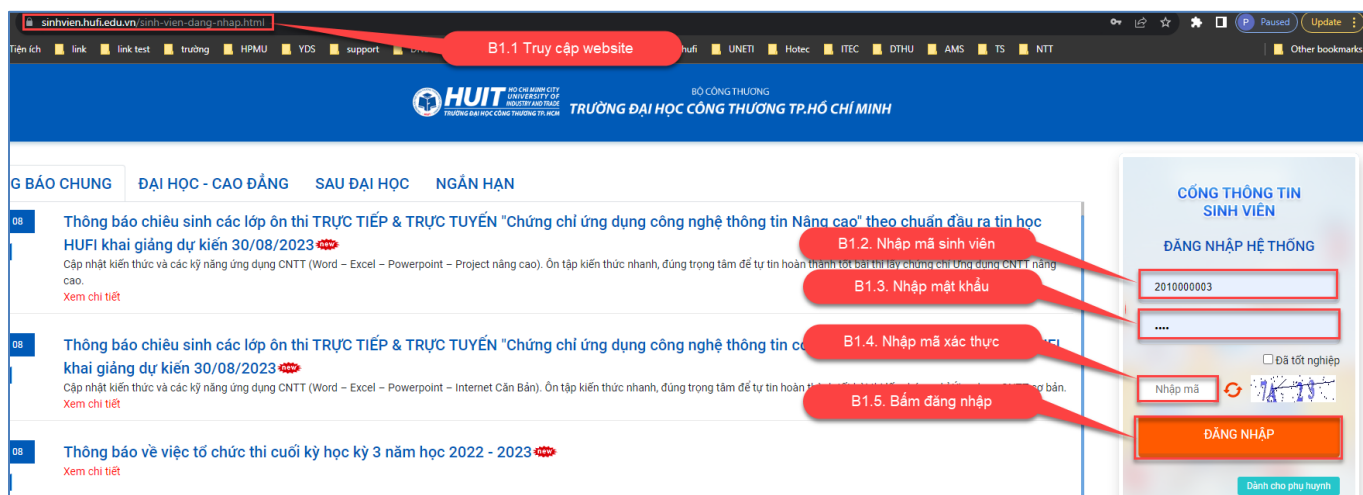 sinhvien.hufi.edu.vn/sinh-vien-dang-nhap.html
P Paused Update
Tiện ích link link test trường HPMU YDS support hufi UNETI Hotec ITEC DTHU AMS TS NTT Other bookmarks
B1.1 Truy cập website
HUIT HO CHI MINH CITY
UNIVERSITY OF
INDUSTRY AND TRADE
TRƯỜNG ĐẠI HỌC CÔNG THƯƠNG TP. HCM
BỘ CÔNG THƯƠNG
TRƯỜNG ĐẠI HỌC CÔNG THƯƠNG TP.HỒ CHÍ MINH
G BÁO CHUNG ĐẠI HỌC - CAO ĐẲNG SAU ĐẠI HỌC NGẮN HẠN
08
Thông báo chiêu sinh các lớp ôn thi TRỰC TIẾP & TRỰC TUYẾN "Chứng chỉ ứng dụng công nghệ thông tin Nâng cao" theo chuẩn đầu ra tin học
HUFI khai giảng dự kiến 30/08/2023 new
Cập nhật kiến thức và các kỹ năng ứng dụng CNTT (Word – Excel – Powerpoint – Project nâng cao). Ôn tập kiến thức nhanh, đúng trọng tâm để tự tin hoàn thành tốt bài thi lấy chứng chỉ Ứng dụng CNTT nâng
cao.
Xem chi tiết
08
Thông báo chiêu sinh các lớp ôn thi TRỰC TIẾP & TRỰC TUYẾN "Chứng chỉ ứng dụng công nghệ thông tin
khai giảng dự kiến 30/08/2023 new
Cập nhật kiến thức và các kỹ năng ứng dụng CNTT (Word – Excel – Powerpoint – Internet Căn Bản). Ôn tập kiến thức nhanh, đúng trọng tâm để tự tin hoàn
Xem chi tiết
08
Thông báo về việc tổ chức thi cuối kỳ học kỳ 3 năm học 2022 - 2023 new
Xem chi tiết
CỔNG THÔNG TIN
SINH VIÊN
ĐĂNG NHẬP HỆ THỐNG
B1.2. Nhập mã sinh viên
2010000003
B1.3. Nhập mật khẩu
....
B1.4. Nhập mã xác thực
Đã tốt nghiệp
Nhập mã
B1.5. Bấm đăng nhập
ĐĂNG NHẬP
Dành cho phụ huynh